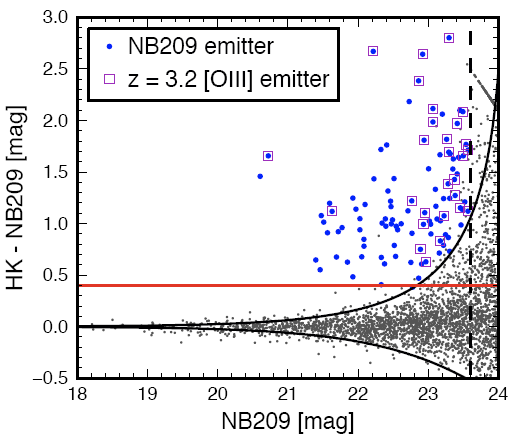 NB209 emitter
z = 3.2 [OIII] emitter
3.0
2.5
2.0
1.5
1.0
0.5
0.0
−0.5
HK - NB209 [mag]
18 19 20 21 22 23 24
NB209 [mag]